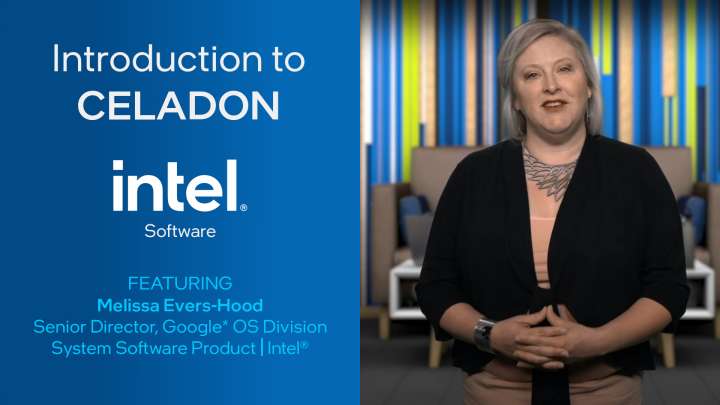 Introduction to
CELADON
intel®
Software
FEATURING
Melissa Evers-Hood
Senior Director, Google* OS Division
System Software Product | Intel®